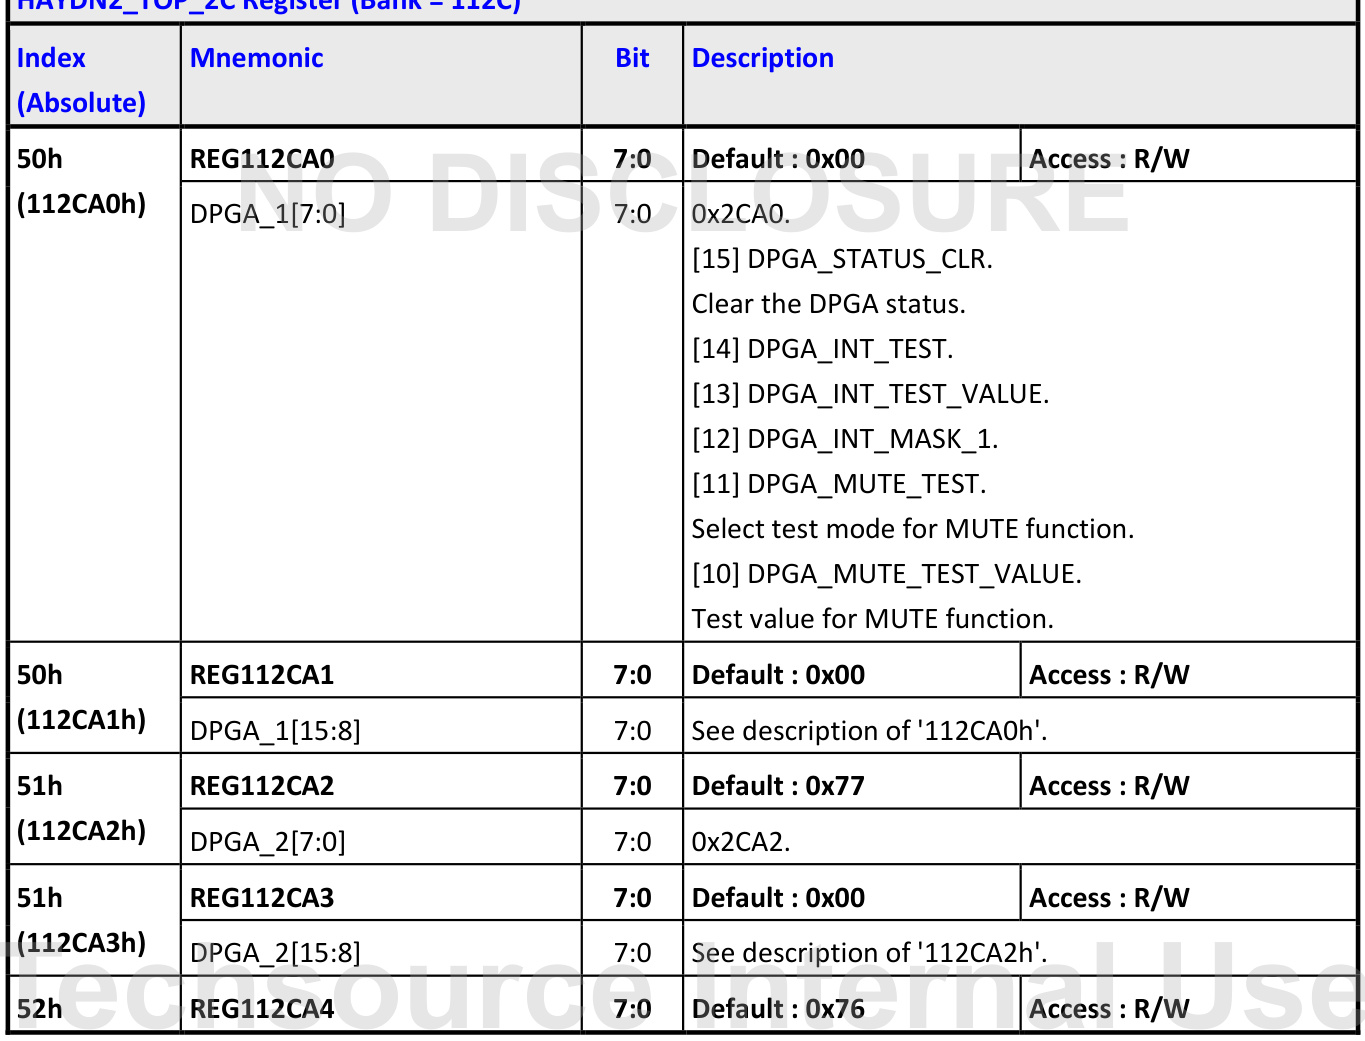 HAYDN2_TOP_2C Register (Bank = 112C)
Index (Absolute) Mnemonic Bit Description
50h (112CA0h) REG112CA0 7:0 Default : 0x00 Access : R/W
DPGA_1[7:0] 7:0 0x2CA0.
[15] DPGA_STATUS_CLR.
Clear the DPGA status.
[14] DPGA_INT_TEST.
[13] DPGA_INT_TEST_VALUE.
[12] DPGA_INT_MASK_1.
[11] DPGA_MUTE_TEST.
Select test mode for MUTE function.
[10] DPGA_MUTE_TEST_VALUE.
Test value for MUTE function.
50h (112CA1h) REG112CA1 7:0 Default : 0x00 Access : R/W
DPGA_1[15:8] 7:0 See description of '112CA0h'.
51h (112CA2h) REG112CA2 7:0 Default : 0x77 Access : R/W
DPGA_2[7:0] 7:0 0x2CA2.
51h (112CA3h) REG112CA3 7:0 Default : 0x00 Access : R/W
DPGA_2[15:8] 7:0 See description of '112CA2h'.
52h REG112CA4 7:0 Default : 0x76 Access : R/W
NO DISCLOSURE
Techsource Internal Use